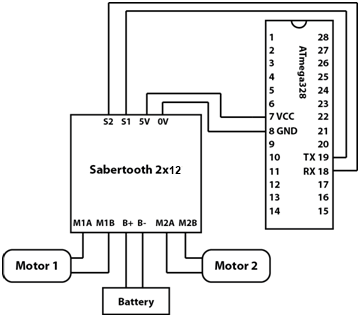 S2 S1 5V 0V
Sabertooth 2x12
M1A M1B B+ B- M2A M2B
Motor 1
Motor 2
Battery
ATmega328
1 28
2 27
3 26
4 25
5 24
6 23
7 VCC 22
8 GND 21
9 20
10 TX 19
11 RX 18
12 17
13 16
14 15